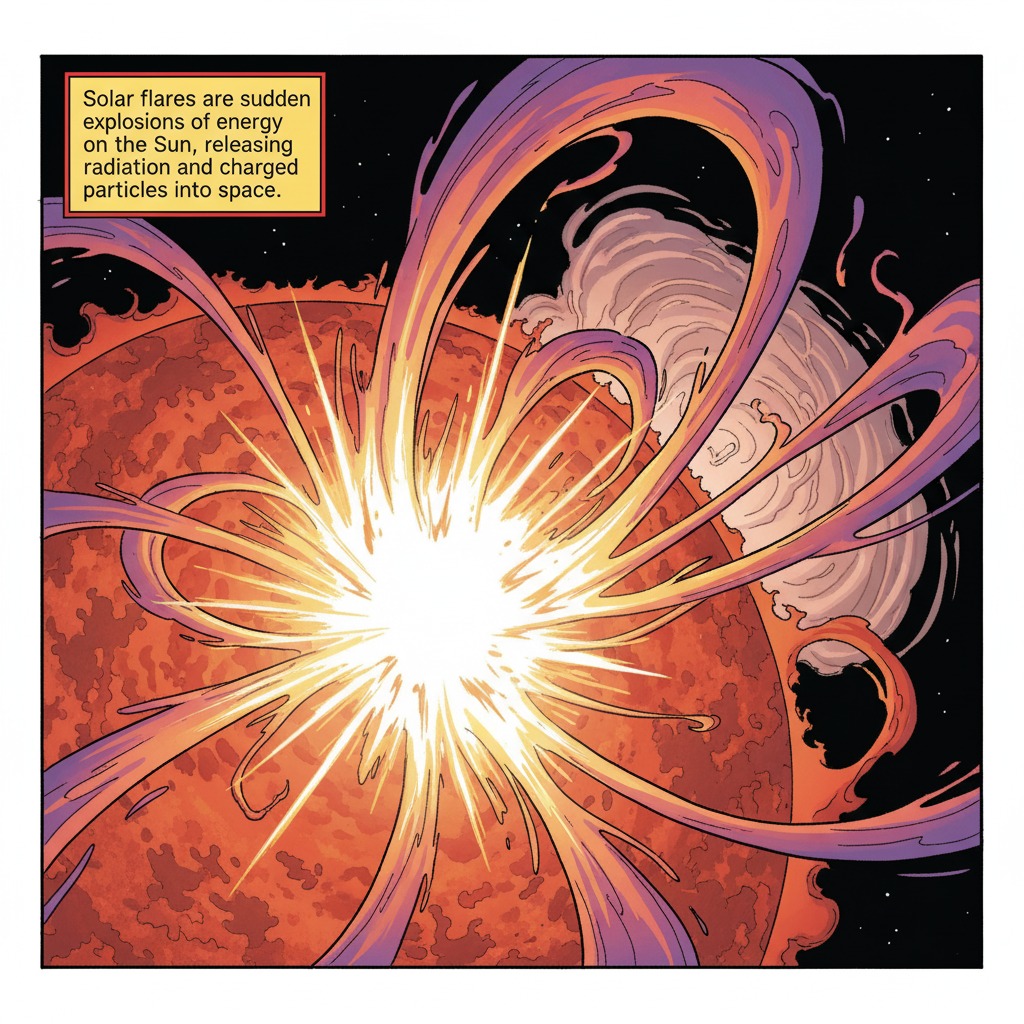 Solar flares are sudden
explosions of energy
on the Sun, releasing
radiation and charged
particles into space.